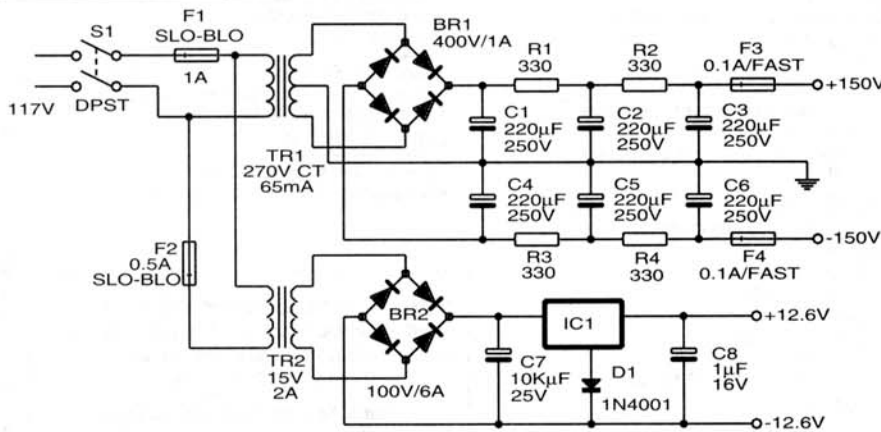 S1
DPST
117V
F1
SLO-BLO
1A
F2
0.5A
SLO-BLO
TR1
270V CT
65mA
BR1
400V/1A
R1
330
R2
330
F3
0.1A/FAST
+150V
C1
220µF
250V
C2
220µF
250V
C3
220µF
250V
C4
220µF
250V
C5
220µF
250V
C6
220µF
250V
R3
330
R4
330
F4
0.1A/FAST
-150V
TR2
15V
2A
BR2
100V/6A
C7
10KµF
25V
IC1
D1
1N4001
C8
1µF
16V
+12.6V
-12.6V